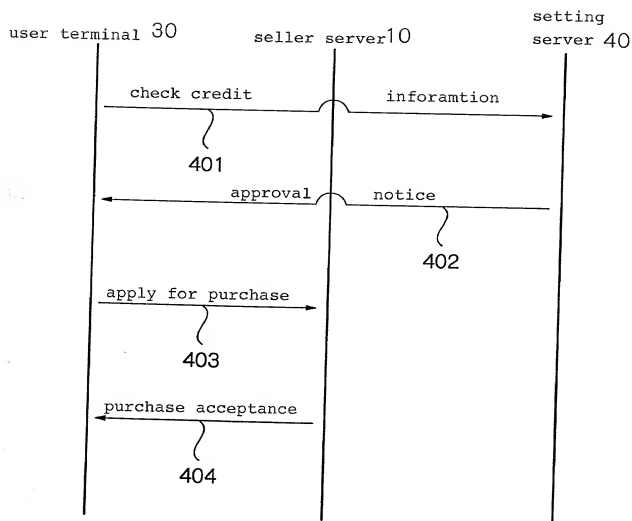 user terminal 30
seller server10
setting
server 40
check credit inforamtion
401
approval notice
402
apply for purchase
403
purchase acceptance
404